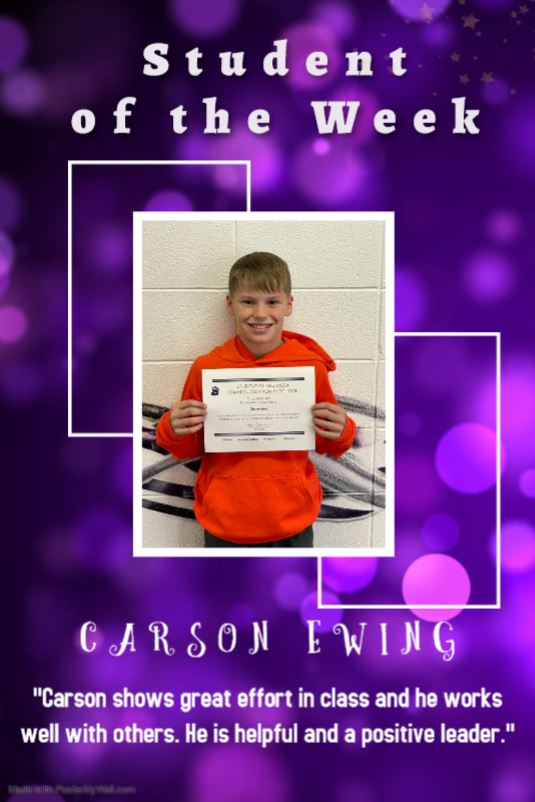 Student
of the Week
CARSON EWING
"Carson shows great effort in class and he works
well with others. He is helpful and a positive leader."
Made with PosterMyWall.com